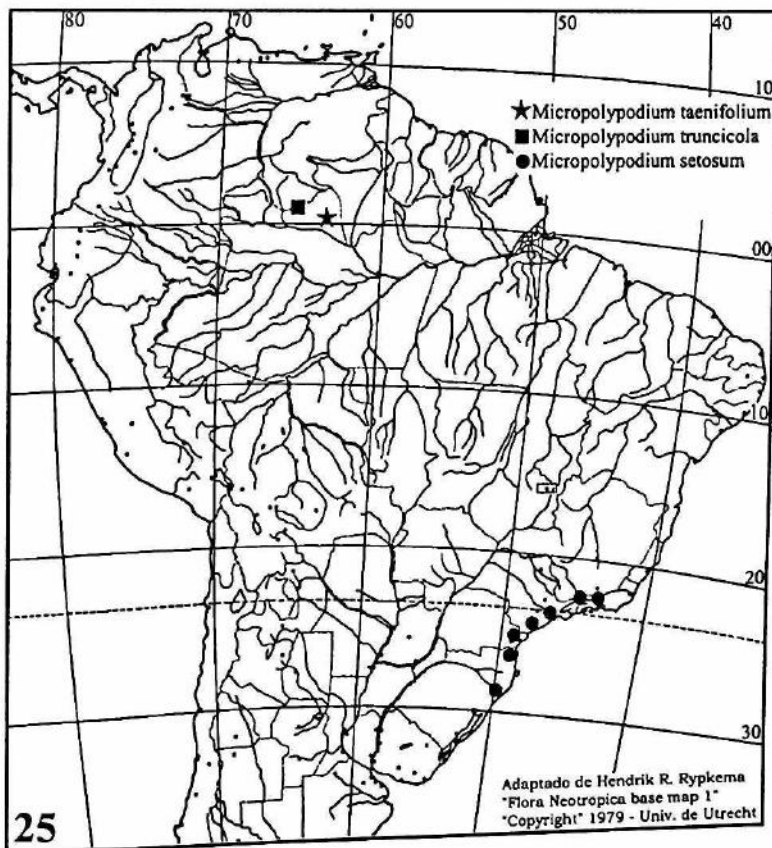 80 70 60 50 40
10
★Micropolypodium taenifolium
■Micropolypodium truncicola
●Micropolypodium setosum
00
10
20
30
Adaptado de Hendrik R. Rypkema
"Flora Neotropica base map 1"
"Copyright" 1979 - Univ. de Utrecht
25